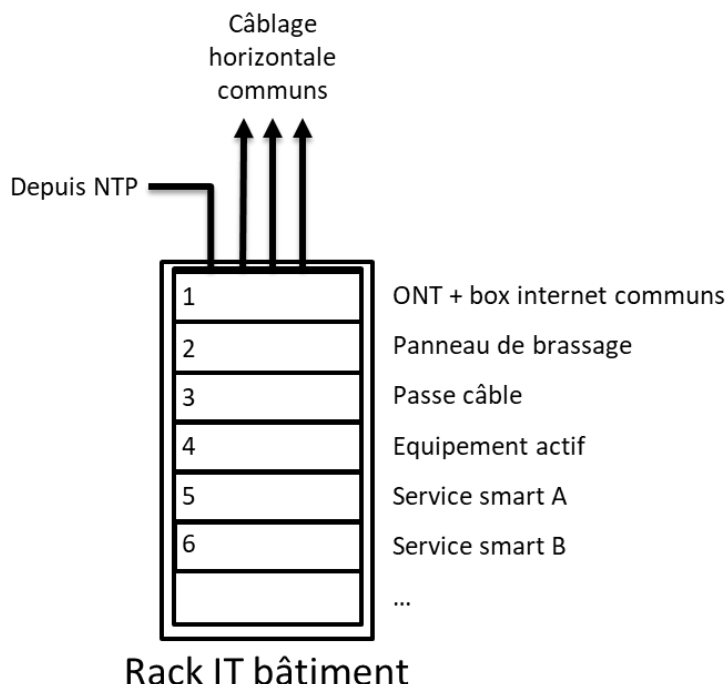 Câblage
horizontale
communs
Depuis NTP
1 ONT + box internet communs
2 Panneau de brassage
3 Passe câble
4 Equipement actif
5 Service smart A
6 Service smart B
...
Rack IT bâtiment